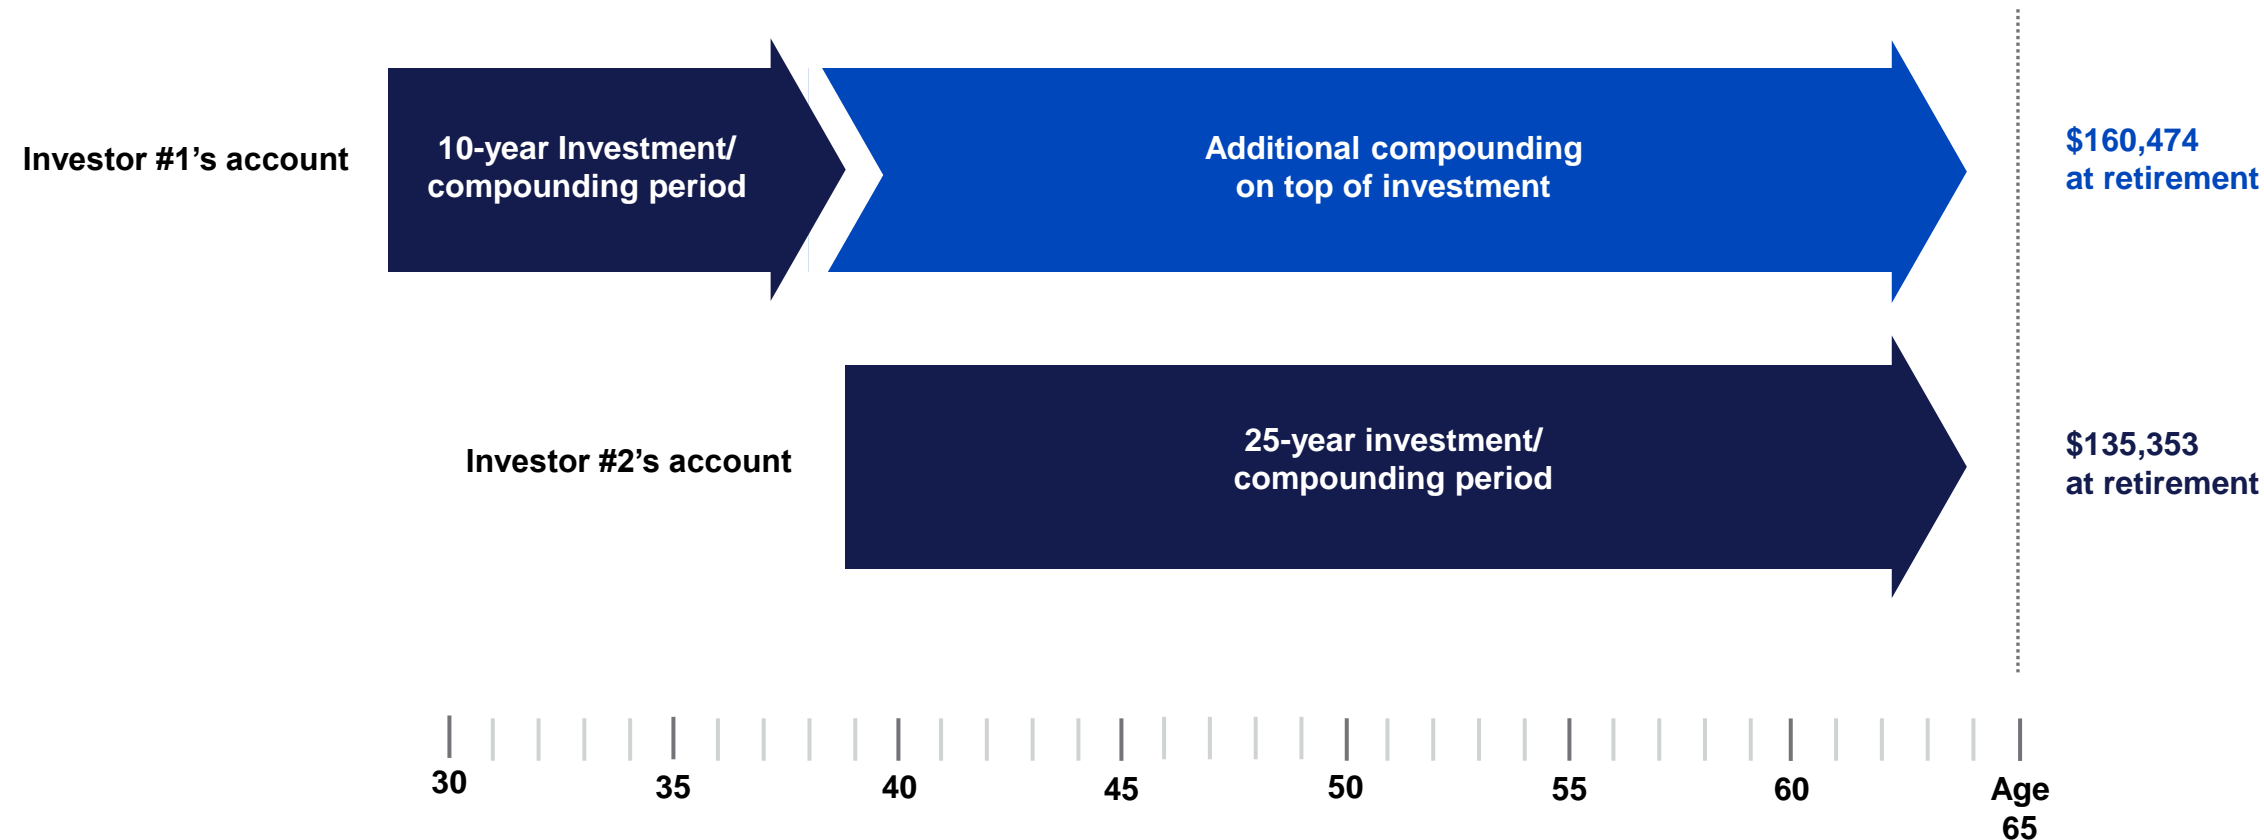 Investor #1’s account
10-year Investment/
compounding period
Additional compounding
on top of investment
$160,474
at retirement
Investor #2’s account
25-year investment/
compounding period
$135,353
at retirement
30
35
40
45
50
55
60
Age
65